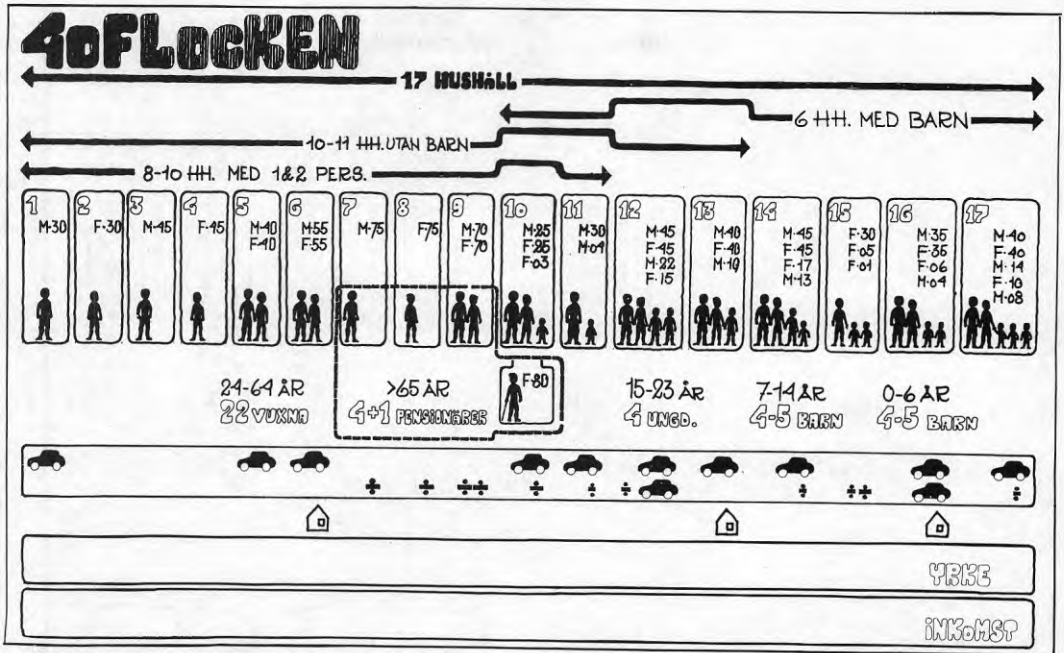 40FLOCKEN
17 HUSHÅLL
6 HH. MED BARN
10-11 HH. UTAN BARN
8-10 HH. MED 1&2 PERS.
1
M·30
2
F·30
3
M·45
4
F·45
5
M·40
F·40
6
M·55
F·55
7
M·75
8
F/75
9
M·70
F·70
10
M·25
F·25
F·03
11
M·30
M·04
12
M·45
F·45
M·22
F·15
13
M·40
F·40
M·19
14
M·45
F·45
F·17
M·13
15
F·30
F·05
F·01
16
M·35
F·35
F·06
M·04
17
M·40
F·40
M·14
F·10
M·08
F·80
24-64 ÅR
22 VUXNA
>65 ÅR
4+1 PENSIONÄRER
15-23 ÅR
4 UNGD.
7-14 ÅR
4-5 BARN
0-6 ÅR
4-5 BARN
÷ ÷ ÷÷ ÷ ÷ ÷ ÷ ÷÷ ÷
YRKE
INKOMST